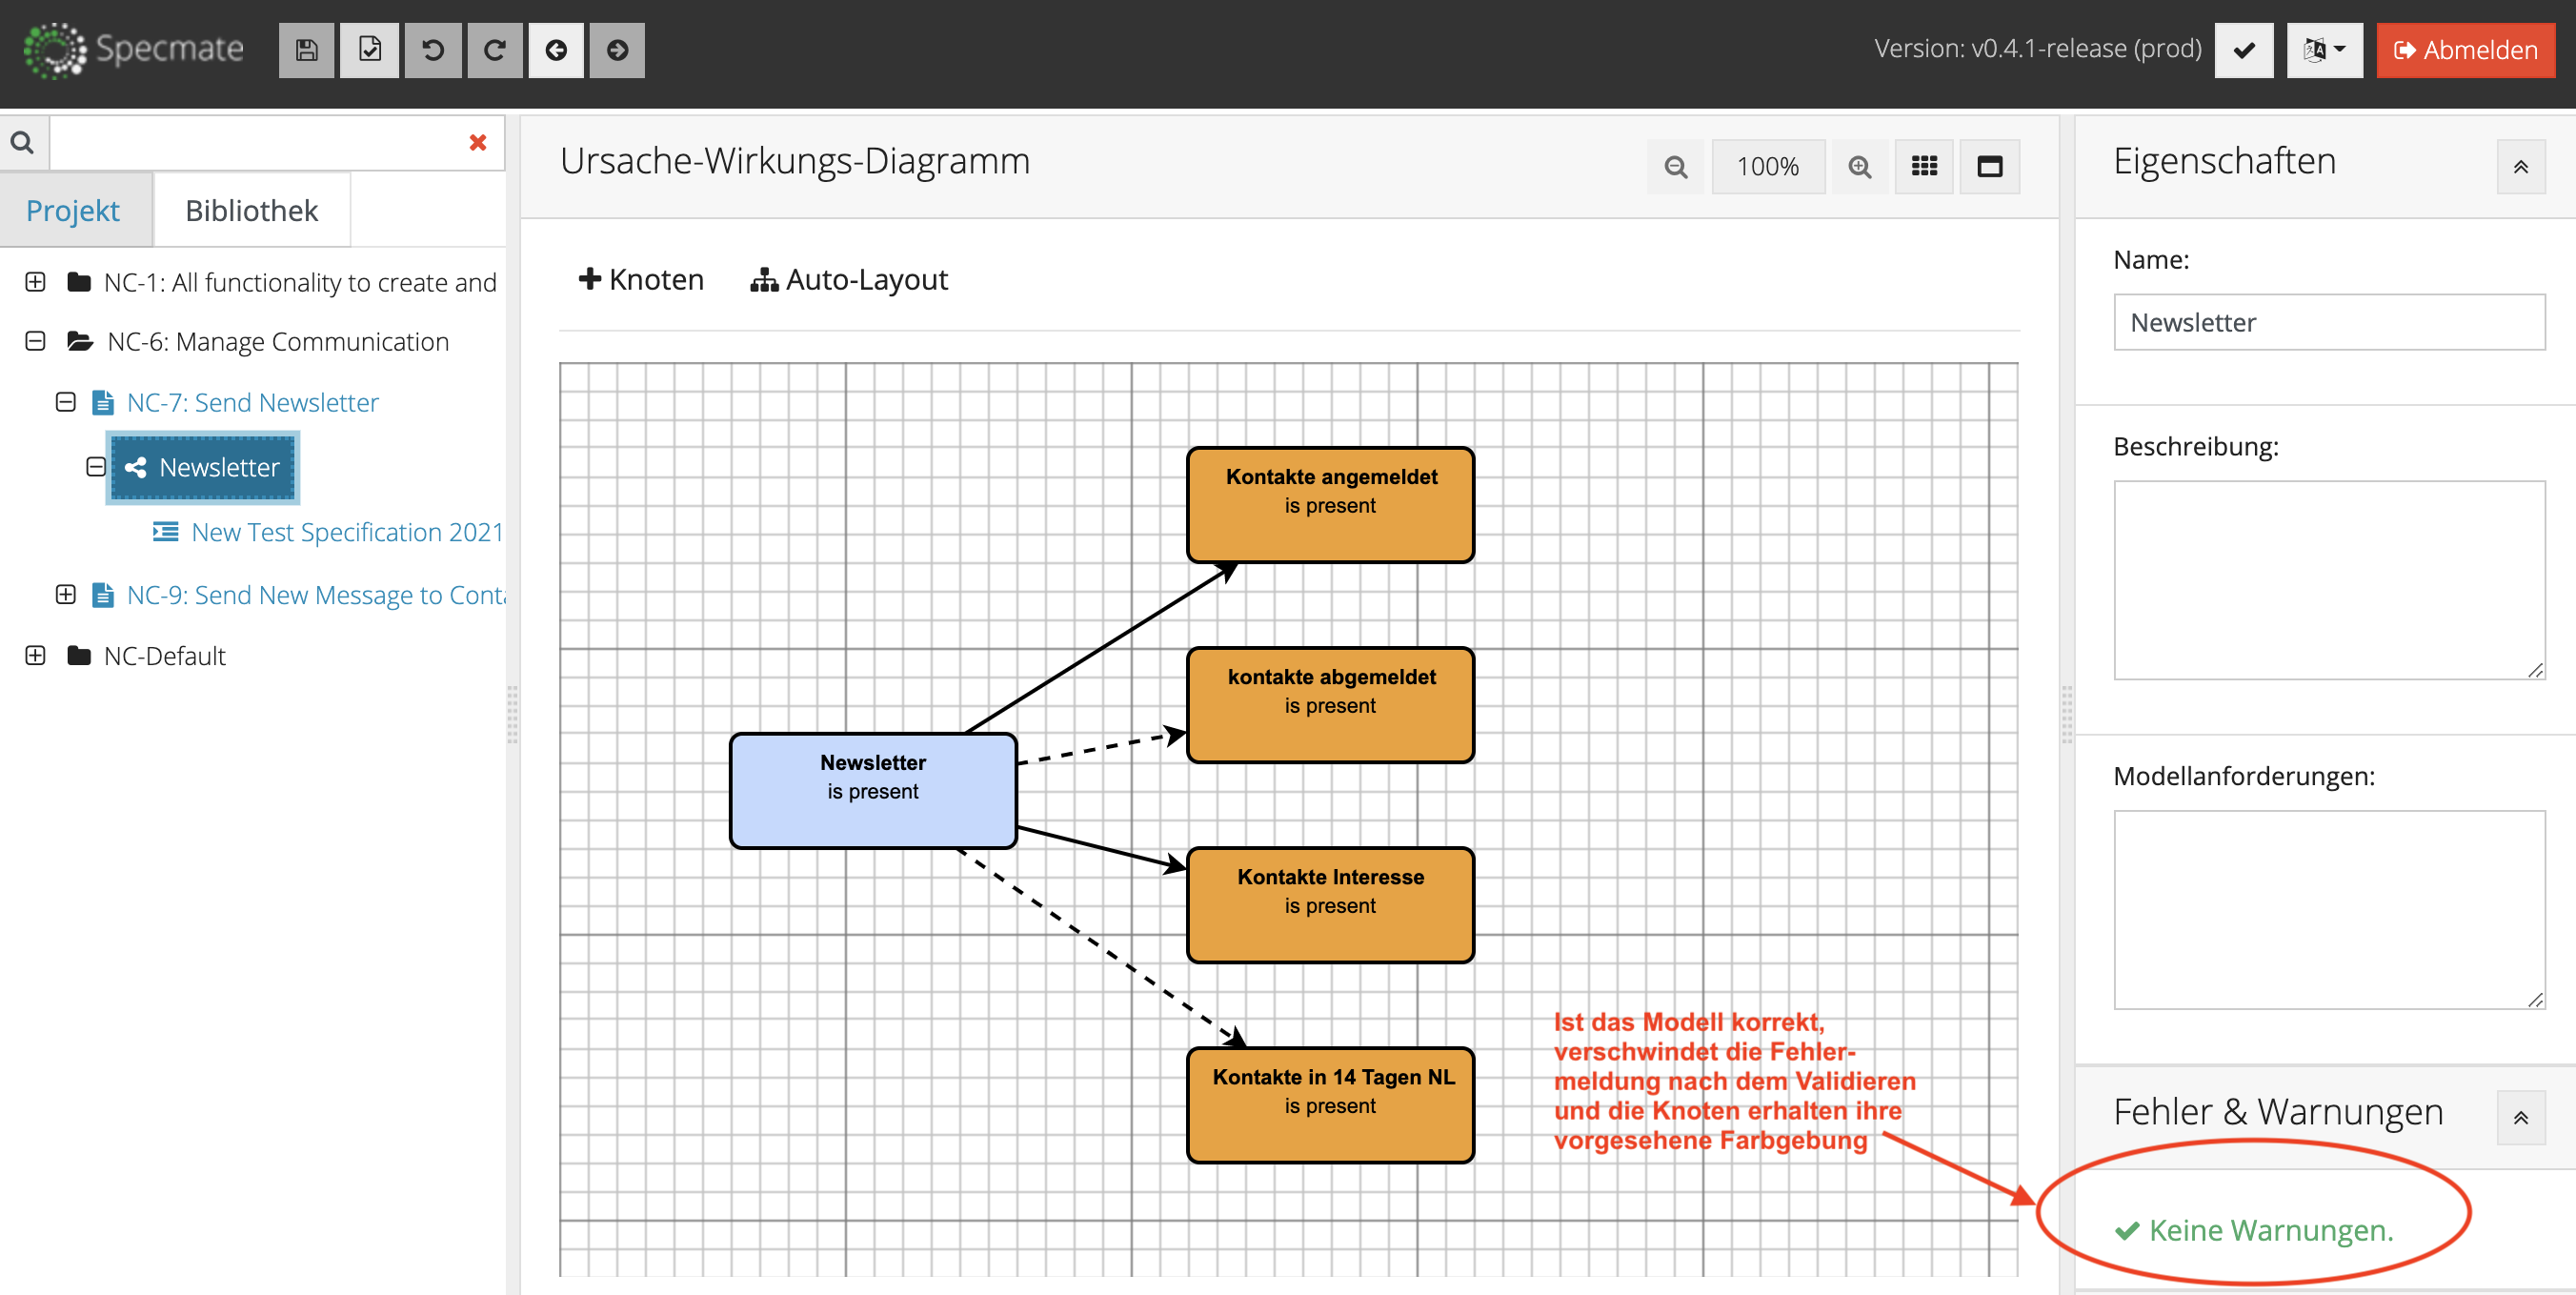 Specmate
Version: v0.4.1-release (prod)
Abmelden
Projekt
Bibliothek
NC-1: All functionality to create and
NC-6: Manage Communication
NC-7: Send Newsletter
Newsletter
New Test Specification 2021
NC-9: Send New Message to Conta
NC-Default
Ursache-Wirkungs-Diagramm
100%
Knoten
Auto-Layout
Kontakte angemeldet
is present
kontakte abgemeldet
is present
Newsletter
is present
Kontakte Interesse
is present
Kontakte in 14 Tagen NL
is present
Ist das Modell korrekt,
verschwindet die Fehler-
meldung nach dem Validieren
und die Knoten erhalten ihre
vorgesehene Farbgebung
Eigenschaften
Name:
Newsletter
Beschreibung:
Modellanforderungen:
Fehler & Warnungen
Keine Warnungen.